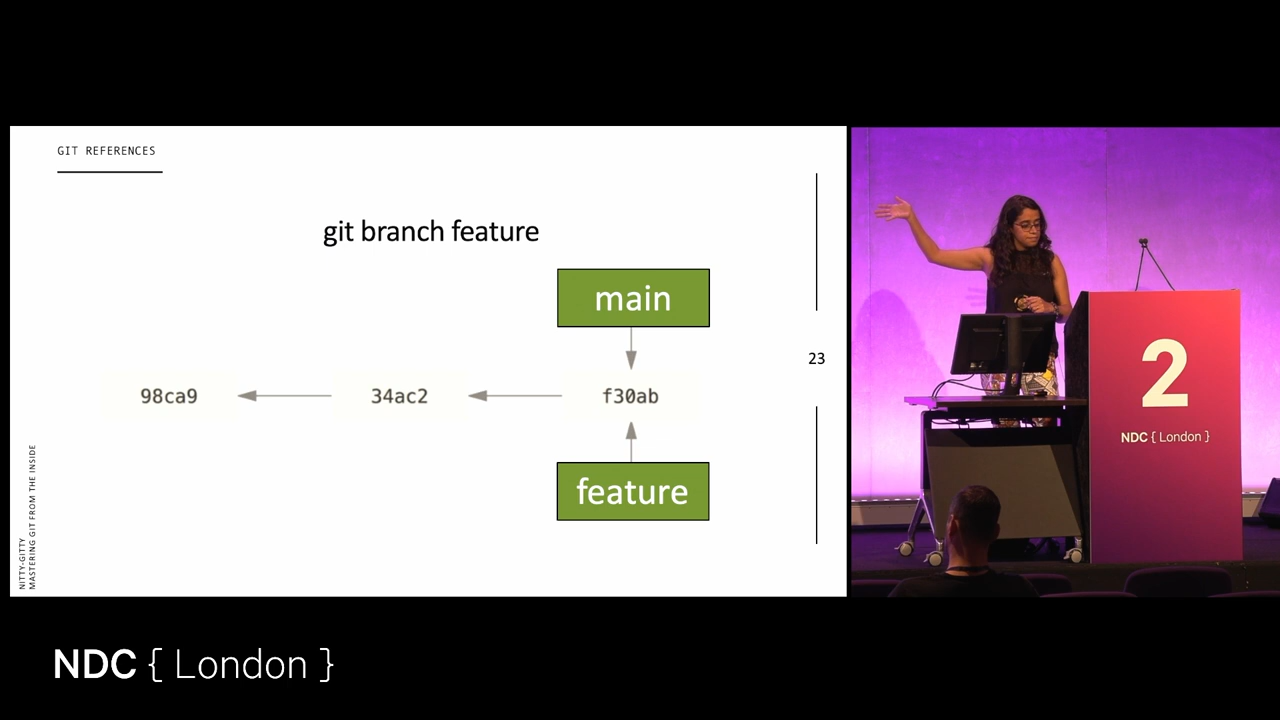 GIT REFERENCES
git branch feature
main
98ca9
34ac2
f30ab
feature
23
NITTY-GITTY
MASTERING GIT FROM THE INSIDE
2
NDC { London }
NDC { London }